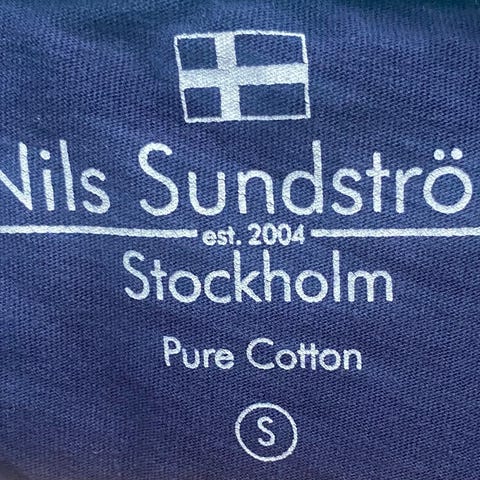 Nils Sundströ
est. 2004
Stockholm
Pure Cotton
S